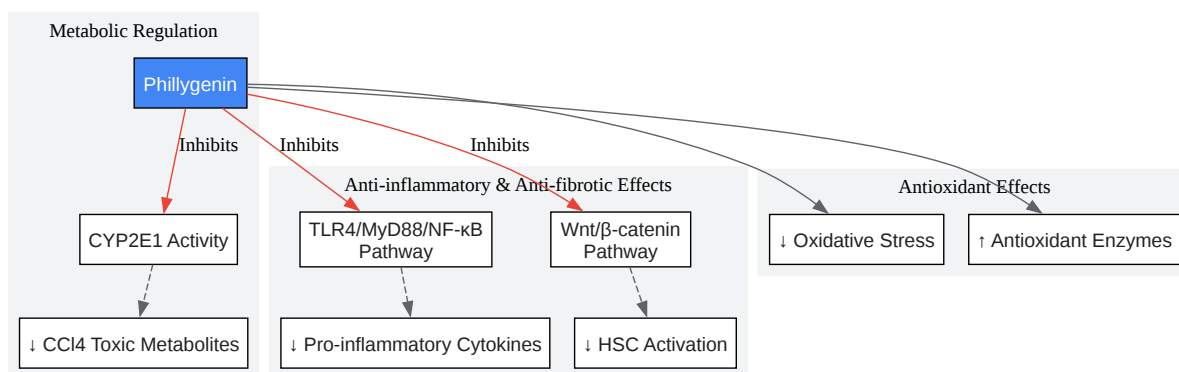 Metabolic Regulation
Phillygenin
Inhibits
Inhibits
Inhibits
Anti-inflammatory & Anti-fibrotic Effects
Antioxidant Effects
CYP2E1 Activity
TLR4/MyD88/NF-κB
Pathway
Wnt/β-catenin
Pathway
↓ Oxidative Stress
↑ Antioxidant Enzymes
↓ CCl4 Toxic Metabolites
↓ Pro-inflammatory Cytokines
↓ HSC Activation